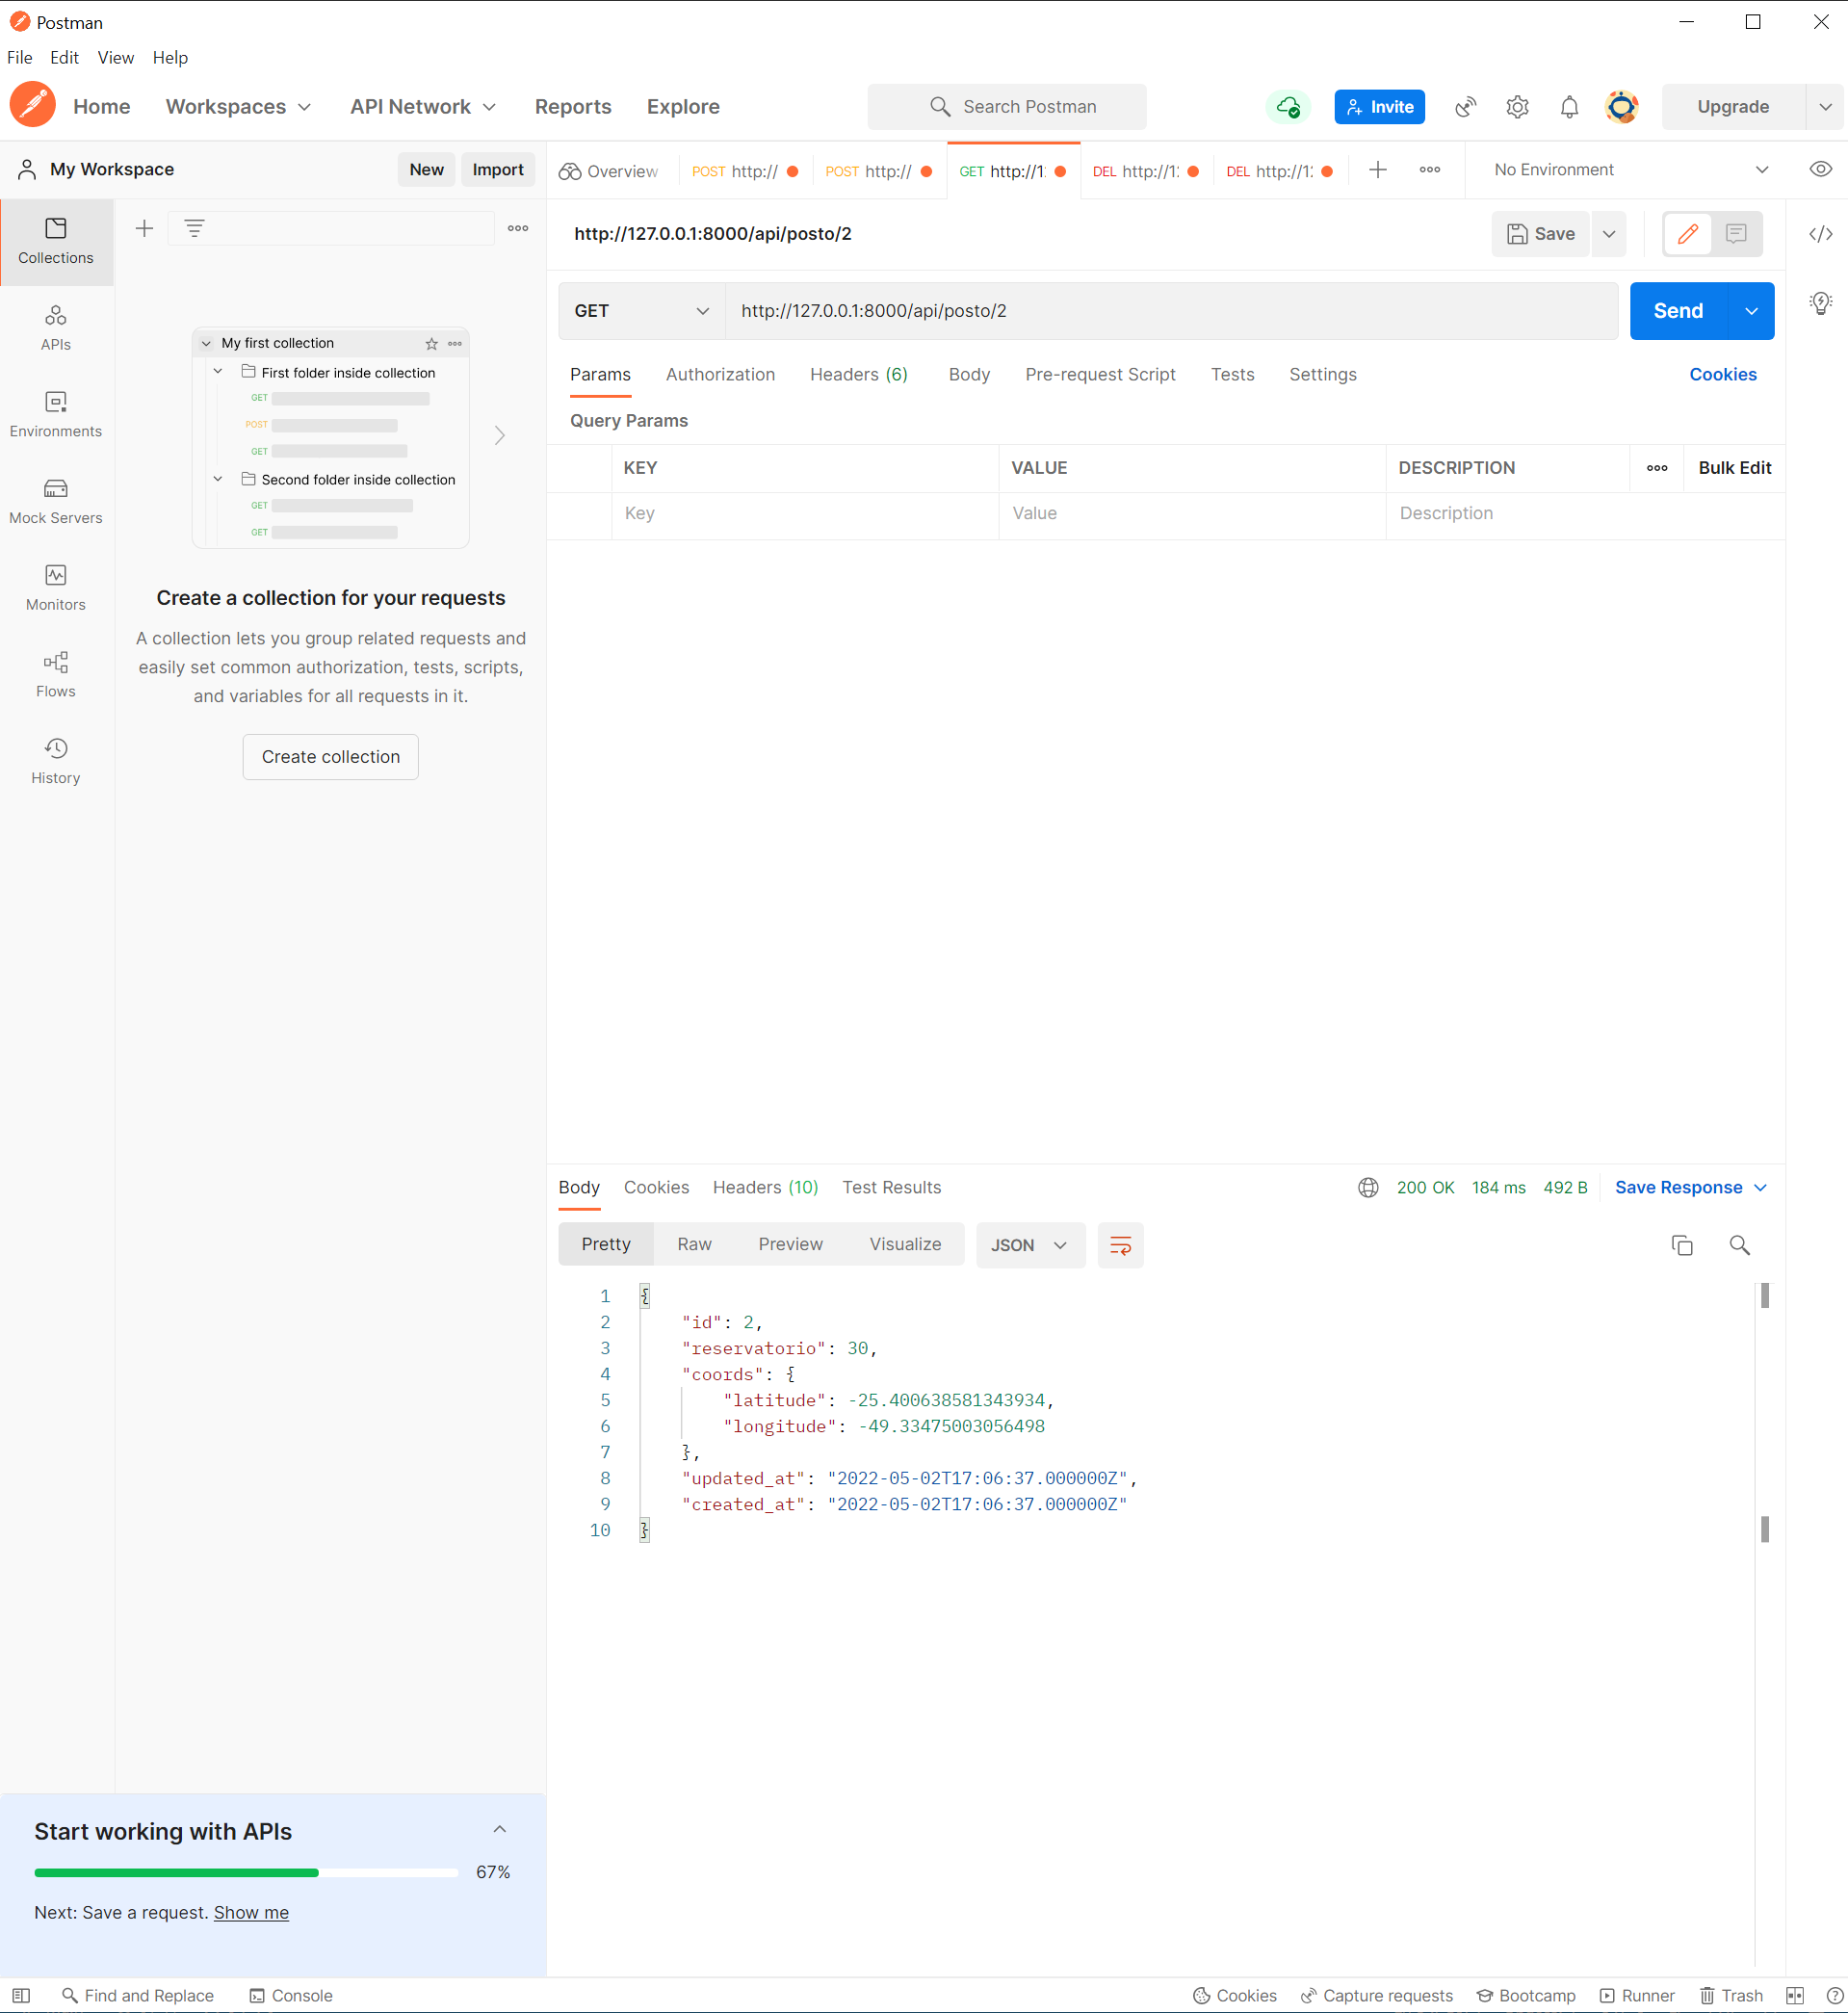 Postman
File Edit View Help
Home Workspaces API Network Reports Explore Search Postman Invite Upgrade
My Workspace New Import
Overview POST http:// POST http:// GET http://1 DEL http://1: DEL http://1: No Environment
Collections
APIs
Environments
Mock Servers
Monitors
Flows
History
My first collection
First folder inside collection
GET
POST
GET
Second folder inside collection
GET
GET
Create a collection for your requests
A collection lets you group related requests and
easily set common authorization, tests, scripts,
and variables for all requests in it.
Create collection
Start working with APIs
67%
Next: Save a request. Show me
http://127.0.0.1:8000/api/posto/2 Save
GET http://127.0.0.1:8000/api/posto/2 Send
Params Authorization Headers (6) Body Pre-request Script Tests Settings Cookies
Query Params
KEY VALUE DESCRIPTION Bulk Edit
Key Value Description
Body Cookies Headers (10) Test Results 200 OK 184 ms 492 B Save Response
Pretty Raw Preview Visualize JSON
1 {
2 "id": 2,
3 "reservatorio": 30,
4 "coords": {
5 "latitude": -25.400638581343934,
6 "longitude": -49.33475003056498
7 },
8 "updated_at": "2022-05-02T17:06:37.000000Z",
9 "created_at": "2022-05-02T17:06:37.000000Z"
10 }
Find and Replace Console Cookies Capture requests Bootcamp Runner Trash